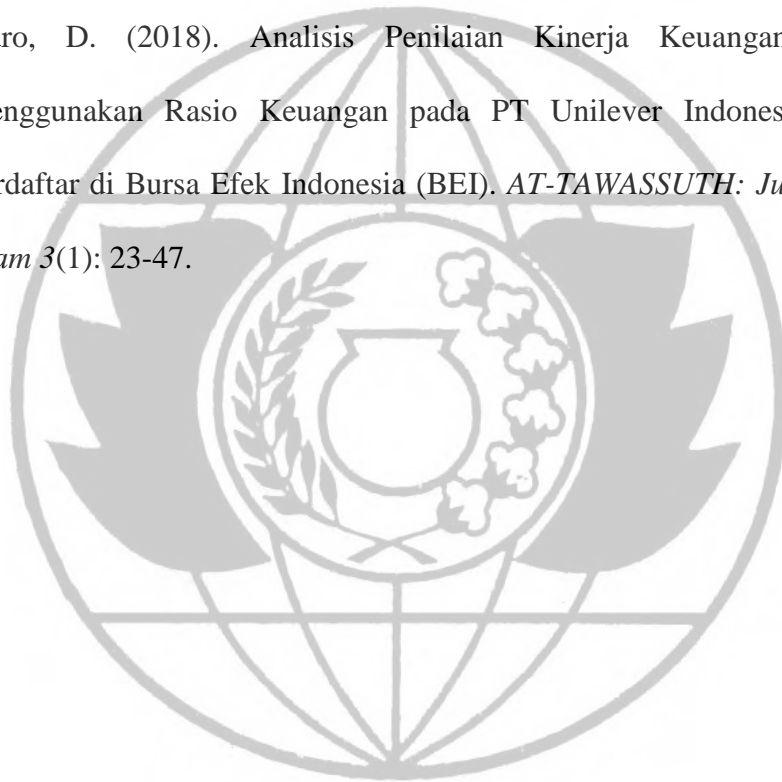 aro, D. (2018). Analisis Penilaian Kinerja Keuangan
enggunakan Rasio Keuangan pada PT Unilever Indones
rdaftar di Bursa Efek Indonesia (BEI). AT-TAWASSUTH: Ju
am 3(1): 23-47.